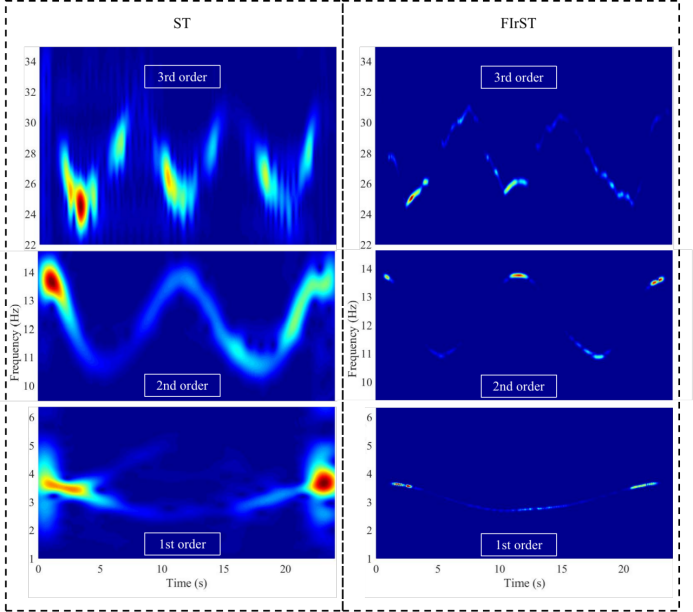 ST
FIrST
34
32
30
28
26
24
22
3rd order
34
32
30
28
26
24
22
3rd order
Frequency (Hz)
14
13
12
11
10
2nd order
Frequency (Hz)
14
13
12
11
10
2nd order
6
5
4
3
2
1
1st order
6
5
4
3
2
1
1st order
0 5 10 15 20
Time (s)
0 5 10 15 20
Time (s)